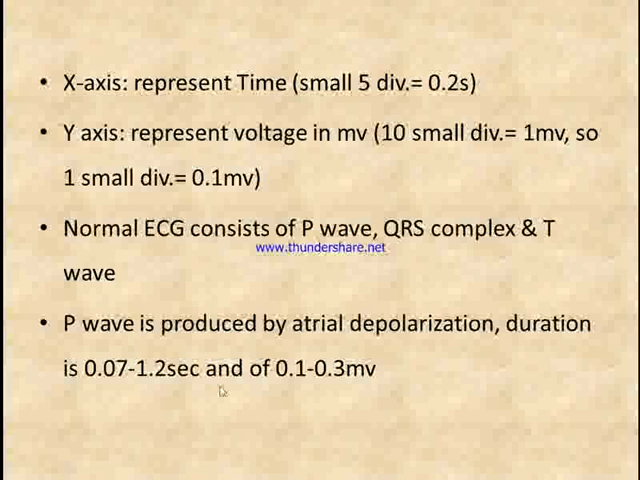 • X-axis: represent Time (small 5 div.= 0.2s)
• Y axis: represent voltage in mv (10 small div.= 1mv, so
1 small div.= 0.1mv)
• Normal ECG consists of P wave, QRS complex & T
www.thundershare.net
wave
• P wave is produced by atrial depolarization, duration
is 0.07-1.2sec and of 0.1-0.3mv